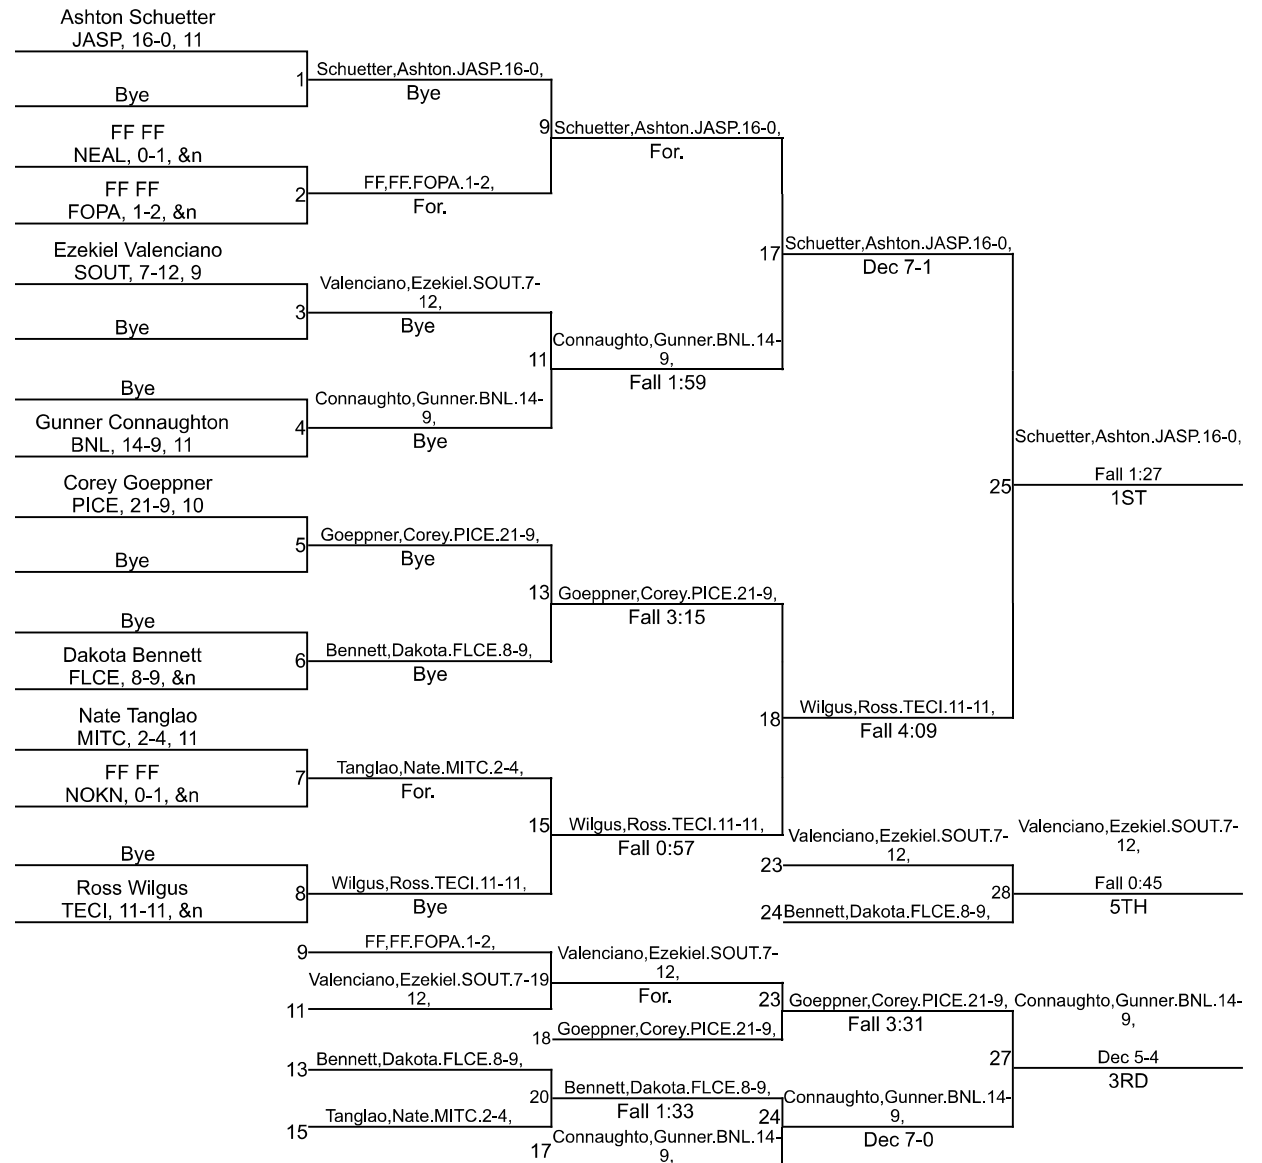 Ashton Schuetter
JASP, 16-0, 11
1
Schuetter,Ashton.JASP.16-0,
Bye
Bye
FF FF
NEAL, 0-1, &n
9
Schuetter,Ashton.JASP.16-0,
For.
FF FF
FOPA, 1-2, &n
2
FF,FF.FOPA.1-2,
For.
Ezekiel Valenciano
SOUT, 7-12, 9
17
Schuetter,Ashton.JASP.16-0,
Dec 7-1
3
Valenciano,Ezekiel.SOUT.7-
12,
Bye
Bye
11
Connaughto,Gunner.BNL.14-
9,
Fall 1:59
Bye
Gunner Connaughton
BNL, 14-9, 11
4
Connaughto,Gunner.BNL.14-
9,
Bye
Schuetter,Ashton.JASP.16-0,
25
Fall 1:27
1ST
Corey Goeppner
PICE, 21-9, 10
5
Goeppner,Corey.PICE.21-9,
Bye
Bye
13
Goeppner,Corey.PICE.21-9,
Fall 3:15
Bye
Dakota Bennett
FLCE, 8-9, &n
6
Bennett,Dakota.FLCE.8-9,
Bye
Nate Tanglao
MITC, 2-4, 11
18
Wilgus,Ross.TECI.11-11,
Fall 4:09
FF FF
NOKN, 0-1, &n
7
Tanglao,Nate.MITC.2-4,
For.
15
Wilgus,Ross.TECI.11-11,
Fall 0:57
Bye
Ross Wilgus
TECI, 11-11, &n
8
Wilgus,Ross.TECI.11-11,
Bye
23
Valenciano,Ezekiel.SOUT.7-
12,
24
Bennett,Dakota.FLCE.8-9,
28
Valenciano,Ezekiel.SOUT.7-
12,
Fall 0:45
5TH
9
FF,FF.FOPA.1-2,
11
Valenciano,Ezekiel.SOUT.7-
12,
19
Valenciano,Ezekiel.SOUT.7-
12,
For.
18
Goeppner,Corey.PICE.21-9,
23
Goeppner,Corey.PICE.21-9,
Fall 3:31
13
Bennett,Dakota.FLCE.8-9,
15
Tanglao,Nate.MITC.2-4,
20
Bennett,Dakota.FLCE.8-9,
Fall 1:33
17
Connaughto,Gunner.BNL.14-
9,
24
Connaughto,Gunner.BNL.14-
9,
Dec 7-0
27
Connaughto,Gunner.BNL.14-
9,
Dec 5-4
3RD